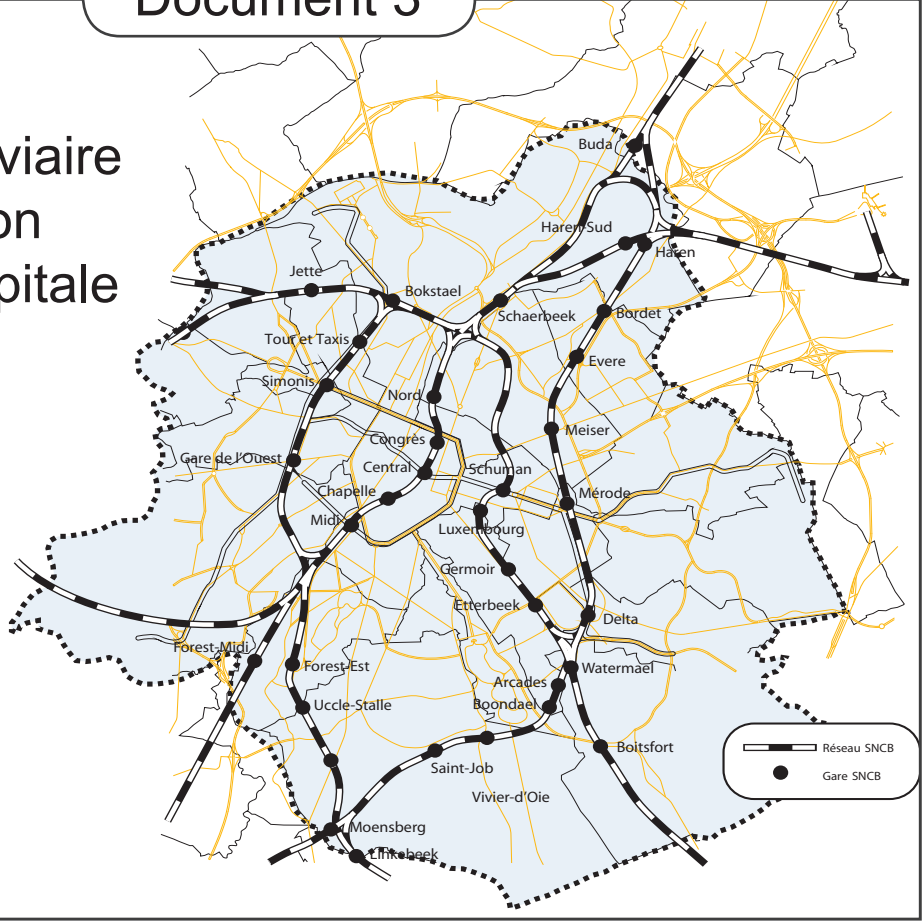 Document 3
viaire
on
pitale
Buda
Haren-Sud
Haren
Jette
Bokstael
Schaerbeek
Bordet
Tour et Taxis
Evere
Simonis
Nord
Meiser
Congrès
Gare de l'Ouest
Central
Schuman
Chapelle
Mérode
Midi
Luxembourg
Germoir
Etterbeek
Delta
Forest-Midi
Forest-Est
Watermael
Arcades
Boondael
Uccle-Stalle
Boitsfort
Réseau SNCB
Saint-Job
Gare SNCB
Vivier-d'Oie
Moensberg
Linkebeek